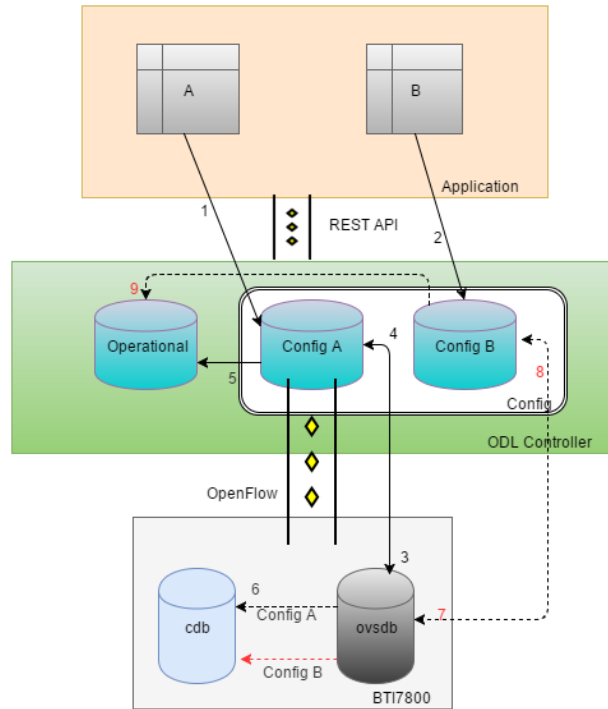 A
B
Application
1
REST API
2
9
4
Operational
Config A
Config B
5
8
Config
ODL Controller
OpenFlow
3
6
7
cdb
Config A
ovsdb
Config B
BTI7800